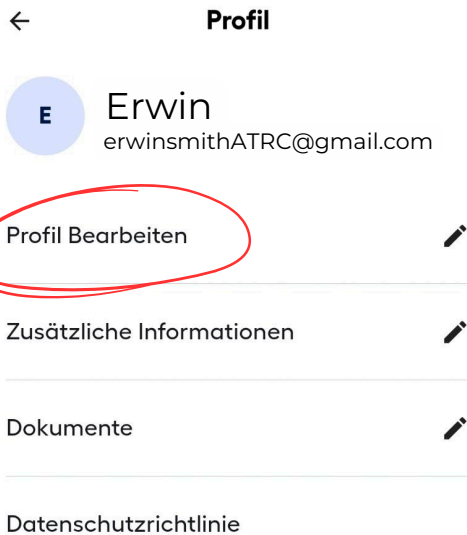 Profil
E
Erwin
erwinsmithATRC@gmail.com
Profil Bearbeiten
Zusätzliche Informationen
Dokumente
Datenschutzrichtlinie